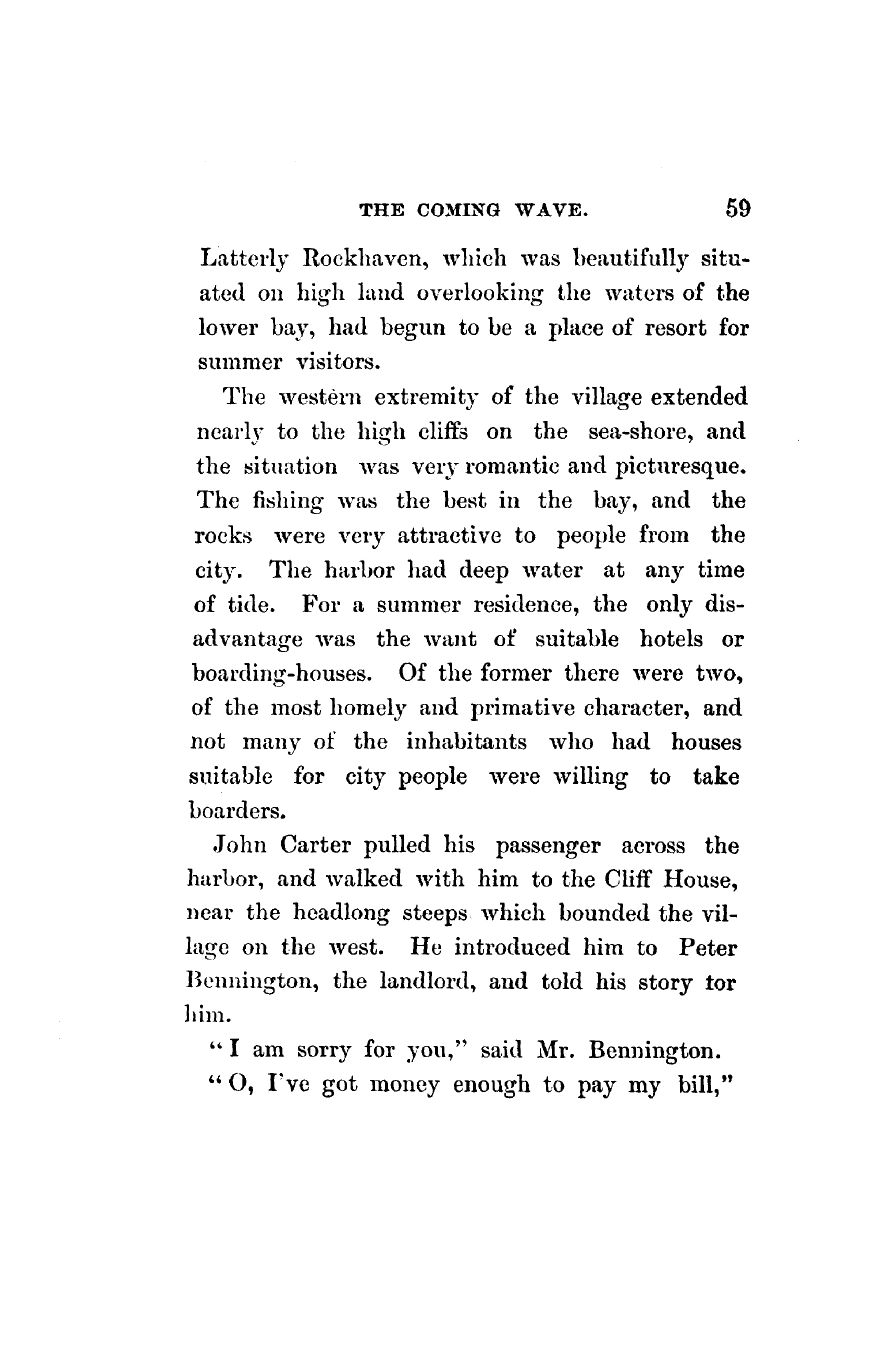 THE COMING WAVE. 59
Latterly Rockhaven, which was beautifully situ-
ated on high land overlooking the waters of the
lower bay, had begun to be a place of resort for
summer visitors.
The western extremity of the village extended
nearly to the high cliffs on the sea-shore, and
the situation was very romantic and picturesque.
The fishing was the best in the bay, and the
rocks were very attractive to people from the
city. The harbor had deep water at any time
of tide. For a summer residence, the only dis-
advantage was the want of suitable hotels or
boarding-houses. Of the former there were two,
of the most homely and primative character, and
not many of the inhabitants who had houses
suitable for city people were willing to take
boarders.
John Carter pulled his passenger across the
harbor, and walked with him to the Cliff House,
near the headlong steeps which bounded the vil-
lage on the west. He introduced him to Peter
Bennington, the landlord, and told his story for
him.
"I am sorry for you," said Mr. Bennington.
"O, I've got money enough to pay my bill,"